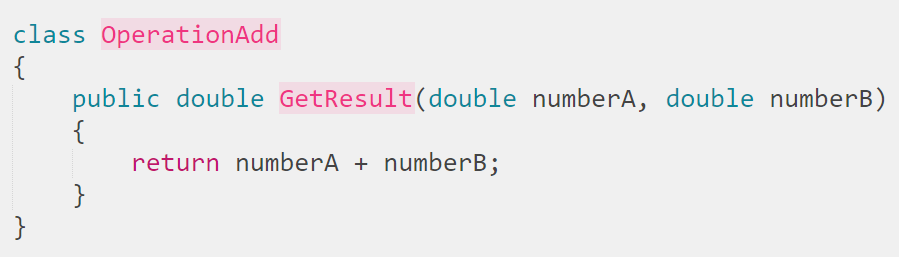 class OperationAdd
{
    public double GetResult(double numberA, double numberB)
    {
        return numberA + numberB;
    }
}